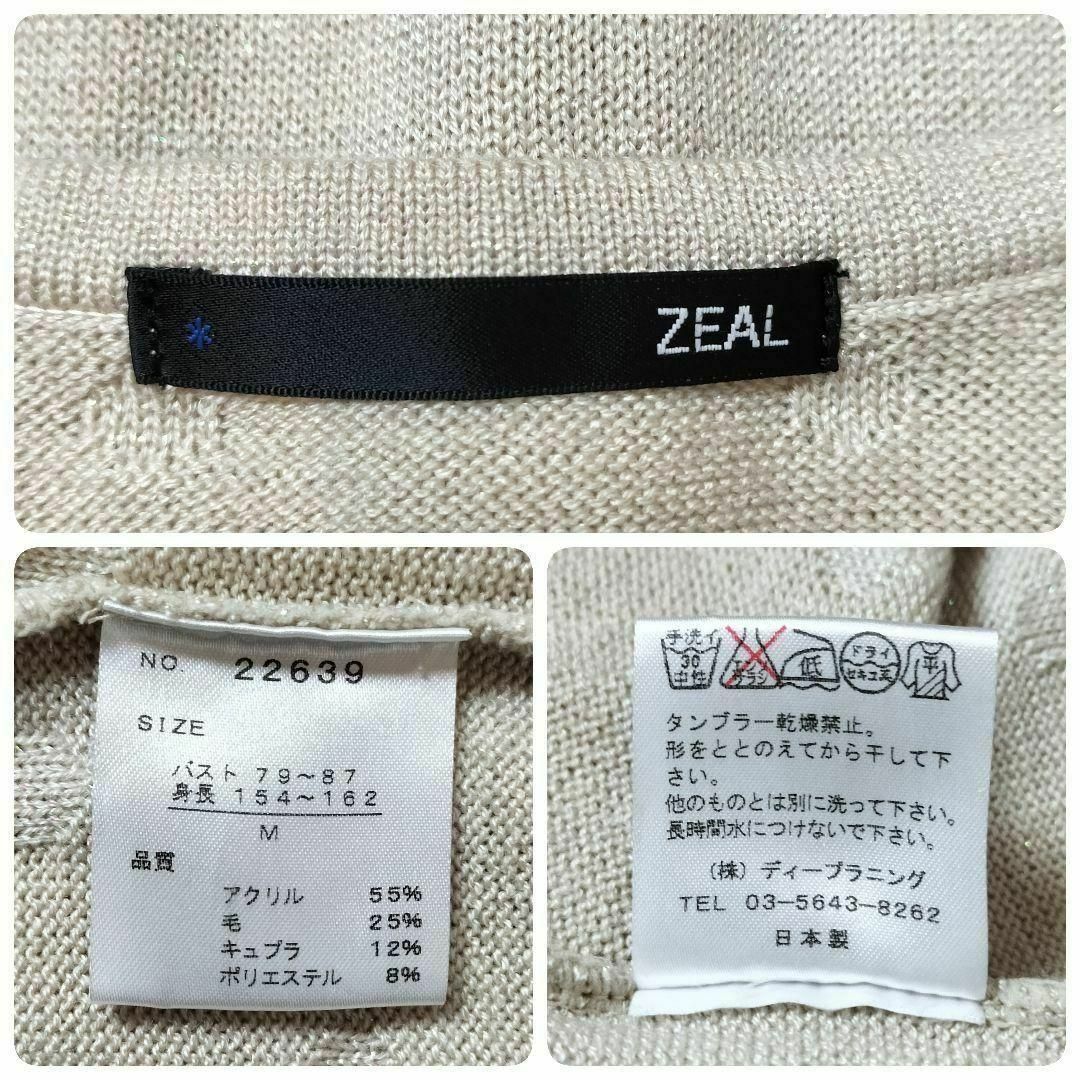 ZEAL
NO. 22639
SIZE
バスト 79~87
身長 154~162
M
品質
アクリル 55%
毛 25%
キュプラ 12%
ポリエステル 8%
手洗イ
30
中性
エンソ
サラシ
低
ドライ
セキユ系
平
タンブラー乾燥禁止。
形をととのえてから干して下
さい。
他のものとは別に洗って下さい。
長時間水につけないで下さい。
(株) ディープラニング
TEL 03-5643-8262
日本製